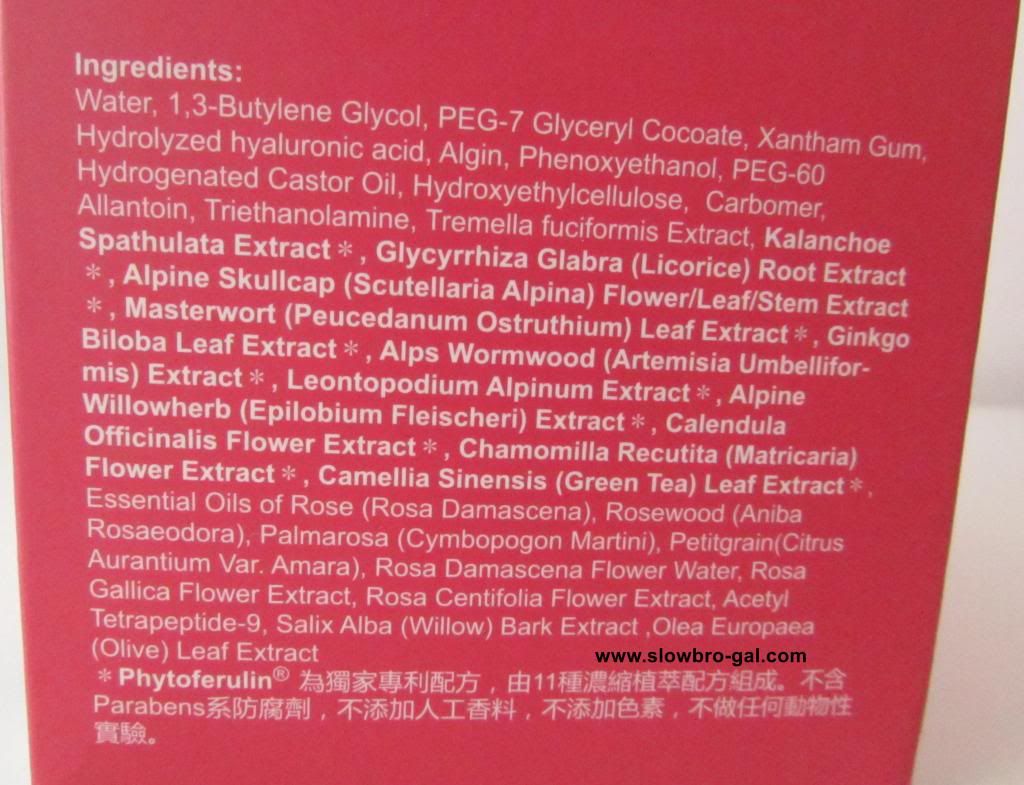 Ingredients:
Water, 1,3-Butylene Glycol, PEG-7 Glyceryl Cocoate, Xantham Gum,
Hydrolyzed hyaluronic acid, Algin, Phenoxyethanol, PEG-60
Hydrogenated Castor Oil, Hydroxyethylcellulose, Carbomer,
Allantoin, Triethanolamine, Tremella fuciformis Extract, Kalanchoe
Spathulata Extract＊, Glycyrrhiza Glabra (Licorice) Root Extract
＊, Alpine Skullcap (Scutellaria Alpina) Flower/Leaf/Stem Extract
＊, Masterwort (Peucedanum Ostruthium) Leaf Extract＊, Ginkgo
Biloba Leaf Extract＊, Alps Wormwood (Artemisia Umbellifor-
mis) Extract＊, Leontopodium Alpinum Extract＊, Alpine
Willowherb (Epilobium Fleischeri) Extract＊, Calendula
Officinalis Flower Extract＊, Chamomilla Recutita (Matricaria)
Flower Extract＊, Camellia Sinensis (Green Tea) Leaf Extract＊,
Essential Oils of Rose (Rosa Damascena), Rosewood (Aniba
Rosaeodora), Palmarosa (Cymbopogon Martini), Petitgrain(Citrus
Aurantium Var. Amara), Rosa Damascena Flower Water, Rosa
Gallica Flower Extract, Rosa Centifolia Flower Extract, Acetyl
Tetrapeptide-9, Salix Alba (Willow) Bark Extract ,Olea Europaea
(Olive) Leaf Extract
www.slowbro-gal.com
＊Phytoferulin® 為獨家專利配方，由11種濃縮植萃配方組成。不含
Parabens系防腐劑，不添加人工香料，不添加色素，不做任何動物性
實驗。